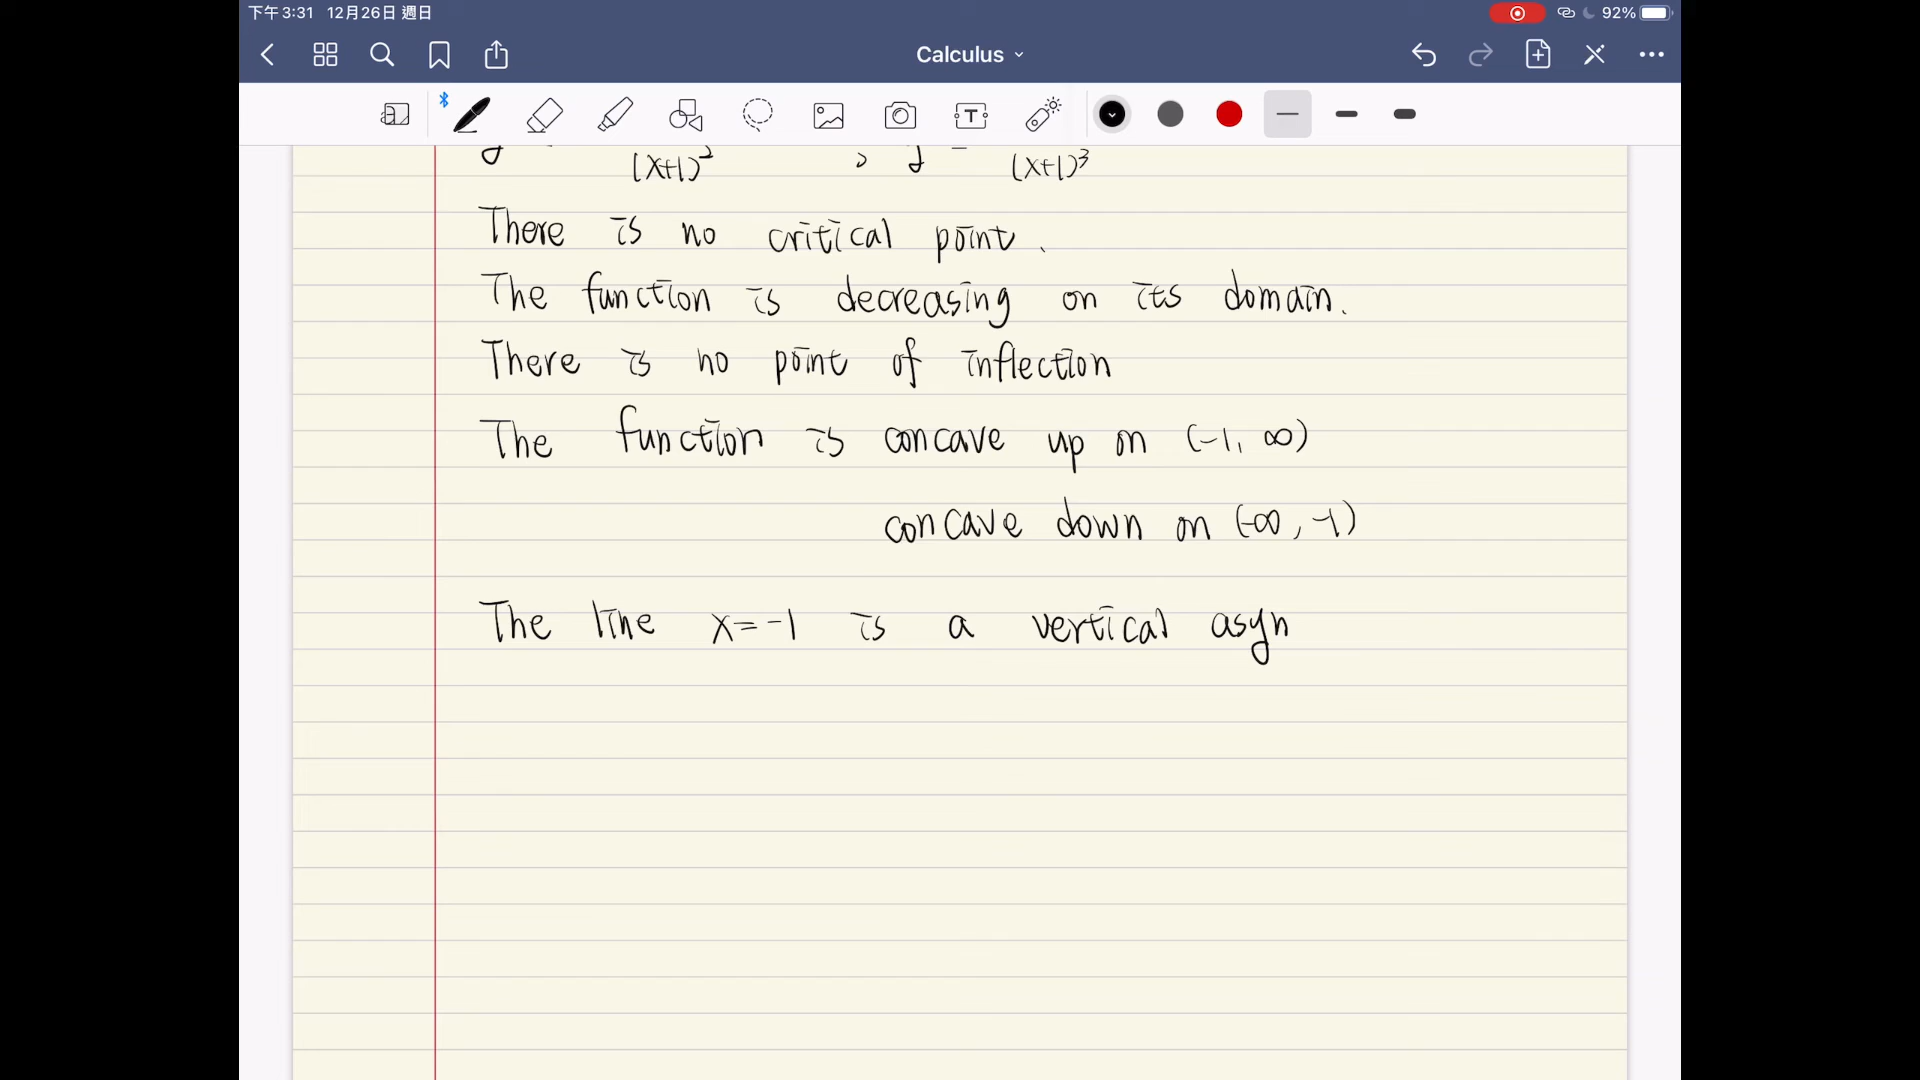 下午3:31 12月26日 週日 92%
Calculus
(x+1)² , y = (x+1)³
There is no critical point.
The function is decreasing on its domain.
There is no point of inflection
The function is concave up on (-1, ∞)
concave down on (-∞, -1)
The line x=-1 is a vertical asyn